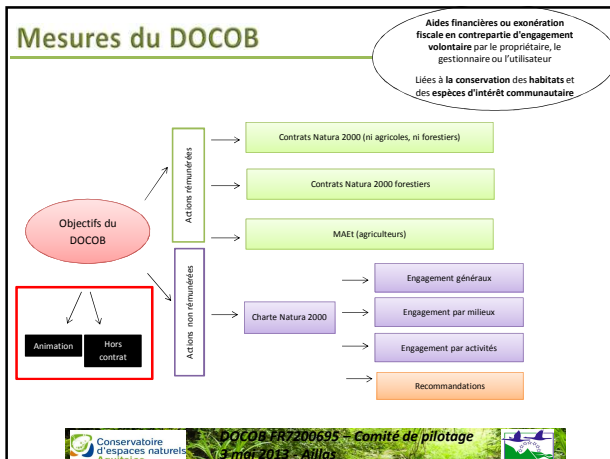 Mesures du DOCOB
Aides financières ou exonération
fiscale en contrepartie d'engagement
volontaire par le propriétaire, le
gestionnaire ou l'utilisateur
Liées à la conservation des habitats et
des espèces d'intérêt communautaire
Objectifs du
DOCOB
Actions rémunérées
Contrats Natura 2000 (ni agricoles, ni forestiers)
Contrats Natura 2000 forestiers
MAEt (agriculteurs)
Actions non rémunérées
Charte Natura 2000
Engagement généraux
Engagement par milieux
Engagement par activités
Recommandations
Animation
Hors
contrat
Conservatoire
d'espaces naturels
Aquitaine
DOCOB FR7200695 – Comité de pilotage
3 mai 2013 - Aillas